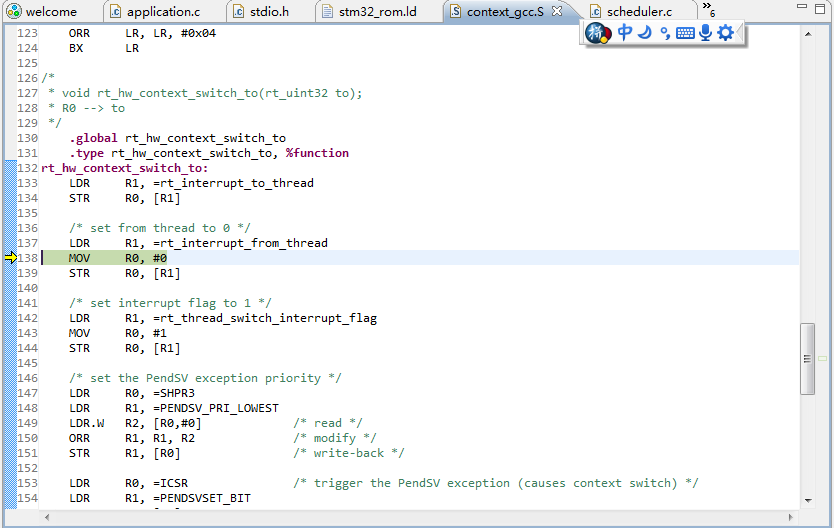 welcome application.c stdio.h stm32_rom.ld context_gcc.S scheduler.c »6
中
123 ORR LR, LR, #0x04
124 BX LR
125
126 /*
127 * void rt_hw_context_switch_to(rt_uint32 to);
128 * R0 --> to
129 */
130 .global rt_hw_context_switch_to
131 .type rt_hw_context_switch_to, %function
132 rt_hw_context_switch_to:
133 LDR R1, =rt_interrupt_to_thread
134 STR R0, [R1]
135
136 /* set from thread to 0 */
137 LDR R1, =rt_interrupt_from_thread
138 MOV R0, #0
139 STR R0, [R1]
140
141 /* set interrupt flag to 1 */
142 LDR R1, =rt_thread_switch_interrupt_flag
143 MOV R0, #1
144 STR R0, [R1]
145
146 /* set the PendSV exception priority */
147 LDR R0, =SHPR3
148 LDR R1, =PENDSV_PRI_LOWEST
149 LDR.W R2, [R0,#0] /* read */
150 ORR R1, R1, R2 /* modify */
151 STR R1, [R0] /* write-back */
152
153 LDR R0, =ICSR /* trigger the PendSV exception (causes context switch) */
154 LDR R1, =PENDSVSET_BIT